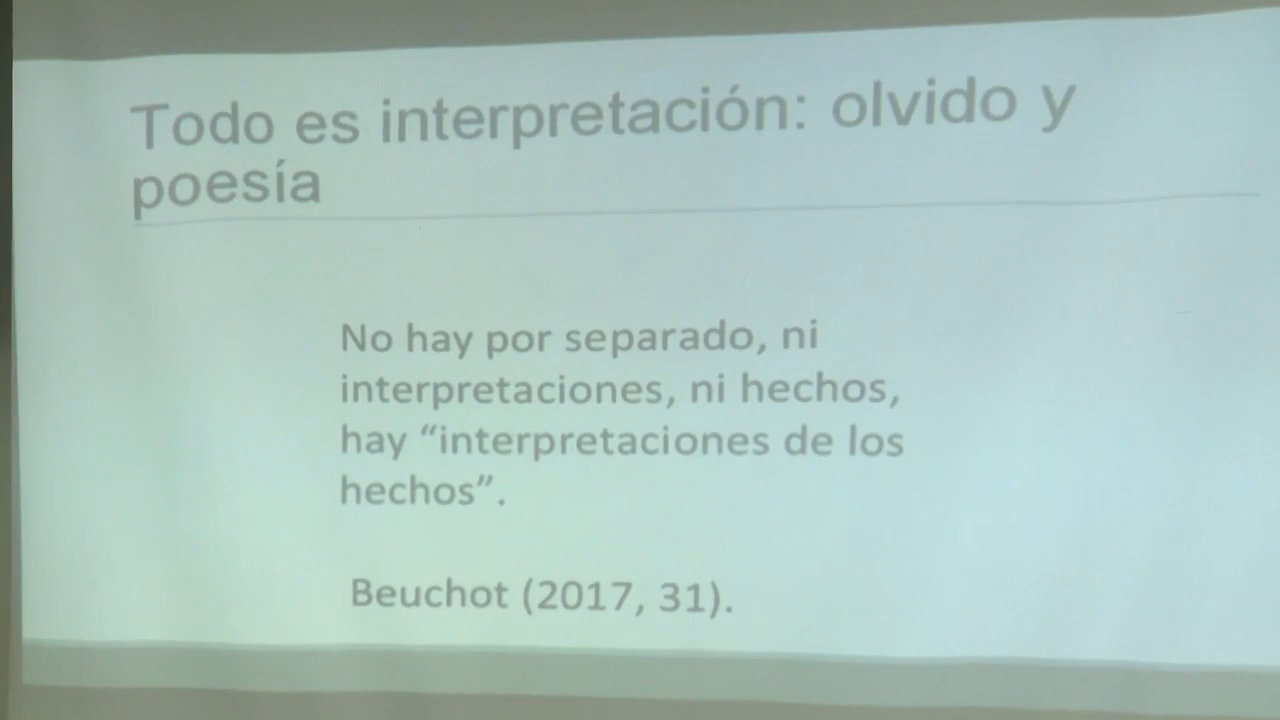 Todo es interpretación: olvido y
poesía
No hay por separado, ni
interpretaciones, ni hechos,
hay “interpretaciones de los
hechos”.
Beuchot (2017, 31).